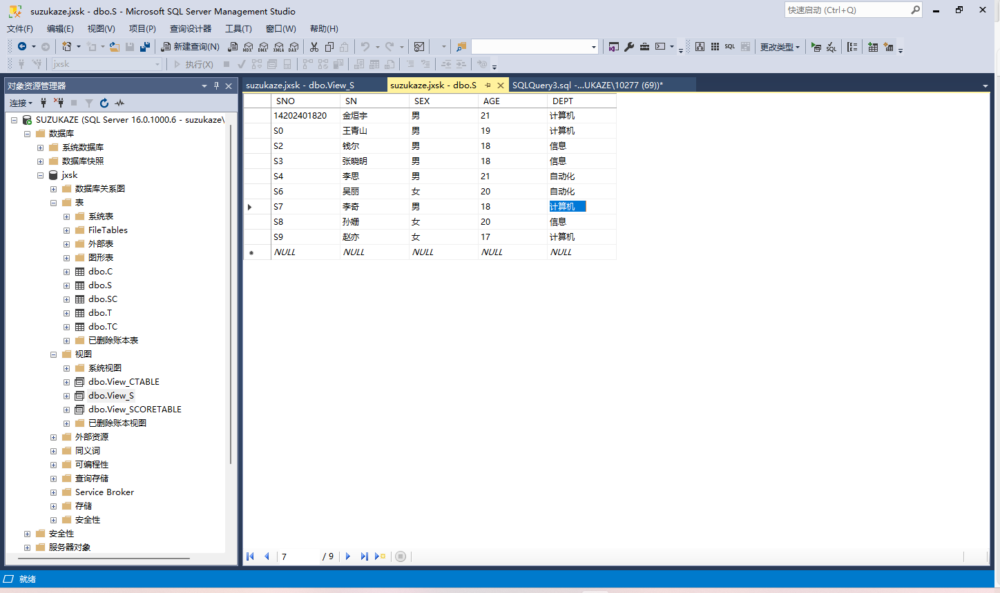 suzukaze.jxsk - dbo.S - Microsoft SQL Server Management Studio
快速启动 (Ctrl+Q)
文件(F) 编辑(E) 视图(V) 项目(P) 查询设计器 工具(T) 窗口(W) 帮助(H)
新建查询(N) MDX DMX XMLA DAX SQL 更改类型 SQL
jxsk 执行(X)
对象资源管理器
连接
SUZUKAZE (SQL Server 16.0.1000.6 - suzukaze\
数据库
系统数据库
数据库快照
jxsk
数据库关系图
表
系统表
FileTables
外部表
图形表
dbo.C
dbo.S
dbo.SC
dbo.T
dbo.TC
已删除账本表
视图
系统视图
dbo.View_CTABLE
dbo.View_S
dbo.View_SCORETABLE
已删除账本视图
外部资源
同义词
可编程性
查询存储
Service Broker
存储
安全性
安全性
服务器对象
suzukaze.jxsk - dbo.View_S suzukaze.jxsk - dbo.S SQLQuery3.sql -...UKAZE\10277 (69))*
SNO SN SEX AGE DEPT
14202401820 金烜宇 男 21 计算机
S0 王青山 男 19 计算机
S2 钱尔 男 18 信息
S3 张晓明 男 18 信息
S4 李思 男 21 自动化
S6 吴丽 女 20 自动化
S7 李奇 男 18 计算机
S8 孙姗 女 20 信息
S9 赵亦 女 17 计算机
NULL NULL NULL NULL NULL
7 / 9
就绪